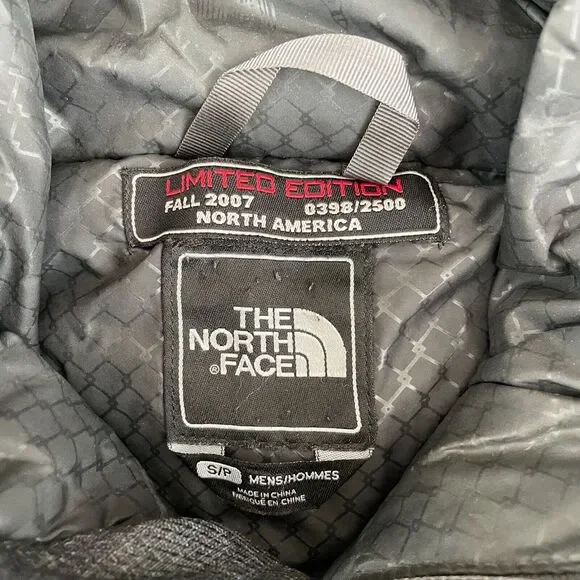 LIMITED EDITION
FALL 2007 0398/2500
NORTH AMERICA
THE
NORTH
®FACE
S/P MENS/HOMMES
MADE IN CHINA
FABRIQUÉ EN CHINE